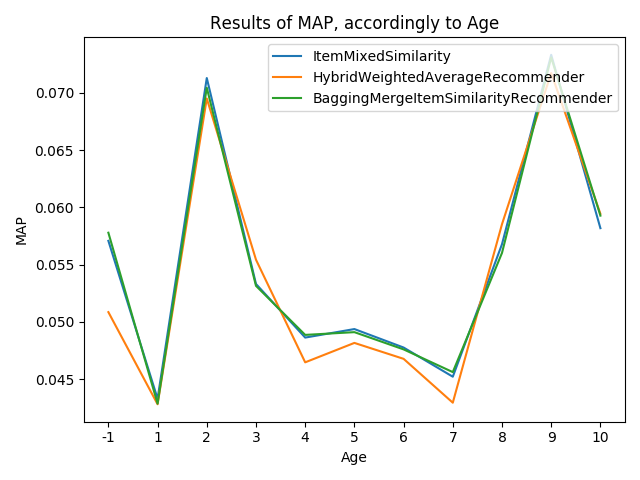 Results of MAP, accordingly to Age
ItemMixedSimilarity
HybridWeightedAverageRecommender
BaggingMergeItemSimilarityRecommender
0.070
0.065
0.060
0.055
0.050
0.045
MAP
-1 1 2 3 4 5 6 7 8 9 10
Age